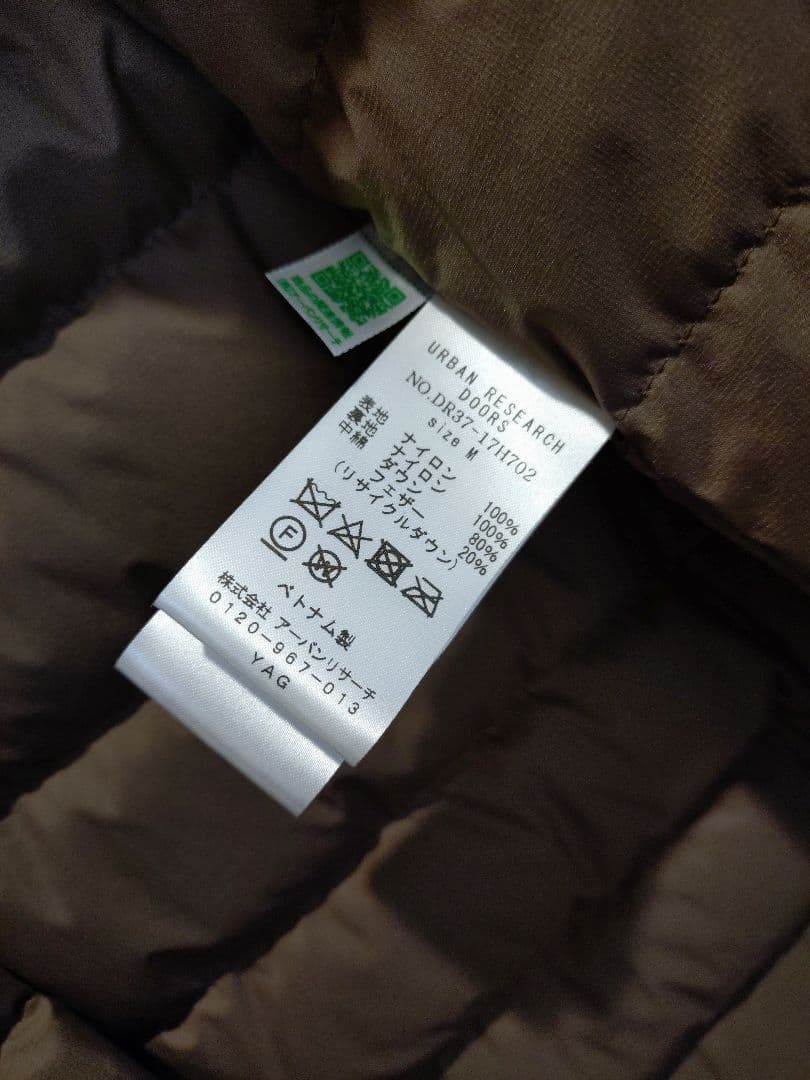 URBAN RESEARCH
DOORS
NO.DR37-17H702
size M
表地 ナイロン 100%
裏地 ナイロン 100%
中綿 ダウン 80%
フェザー 20%
(リサイクルダウン)
F
W
ベトナム製
株式会社 アーバンリサーチ
0120-967-013
YAG